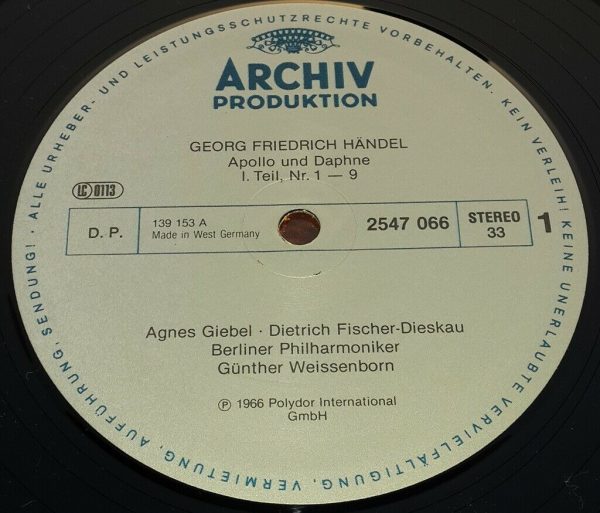 ALLE URHEBER- UND LEISTUNGSSCHUTZRECHTE VORBEHALTEN. KEIN VERLEIH! KEINE UNERLAUBTE VERVIELFÄLTIGUNG, VERMIETUNG, AUFFÜHRUNG, SENDUNG! ·
ARCHIV
PRODUKTION
GEORG FRIEDRICH HÄNDEL
Apollo und Daphne
I. Teil, Nr. 1 — 9
LC 0113
D. P.
139 153 A
Made in West Germany
2547 066
STEREO
33
1
Agnes Giebel · Dietrich Fischer-Dieskau
Berliner Philharmoniker
Günther Weissenborn
℗ 1966 Polydor International
GmbH